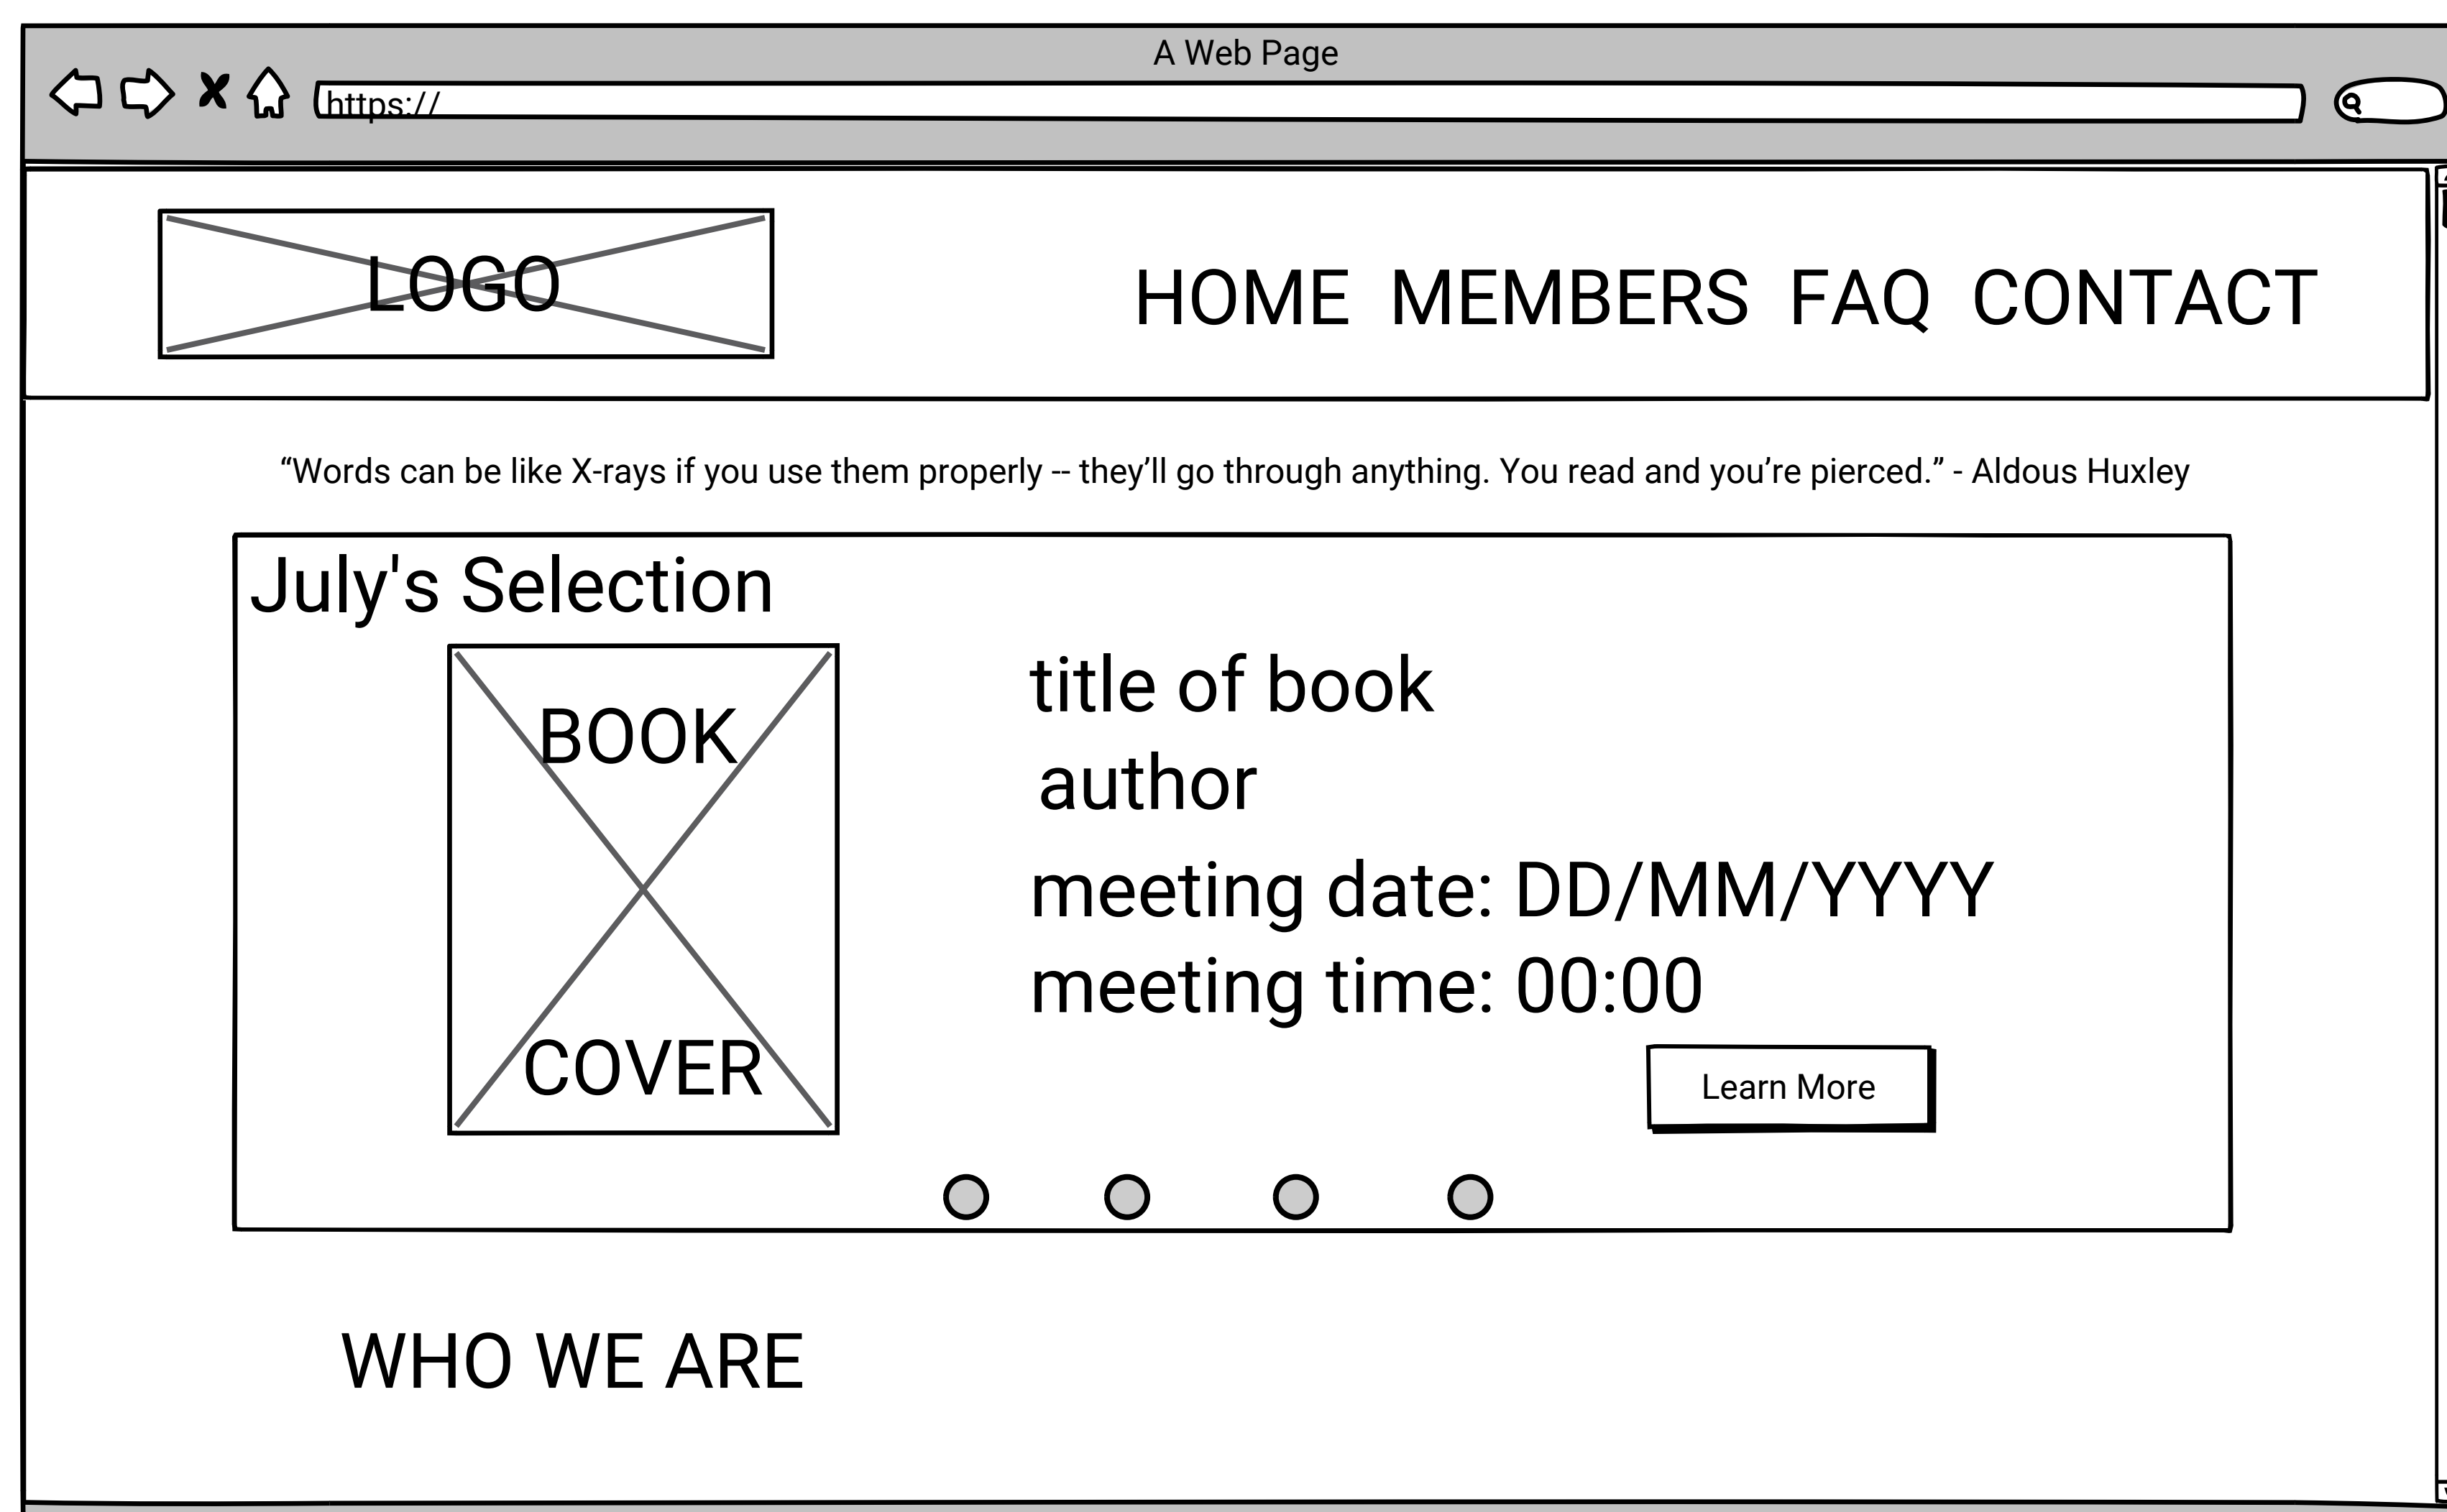 A Web Page
https://
LOGO
HOME MEMBERS FAQ CONTACT
“Words can be like X-rays if you use them properly -- they’ll go through anything. You read and you’re pierced.” - Aldous Huxley
July's Selection
BOOK
COVER
title of book
author
meeting date: DD/MM/YYYY
meeting time: 00:00
Learn More
WHO WE ARE